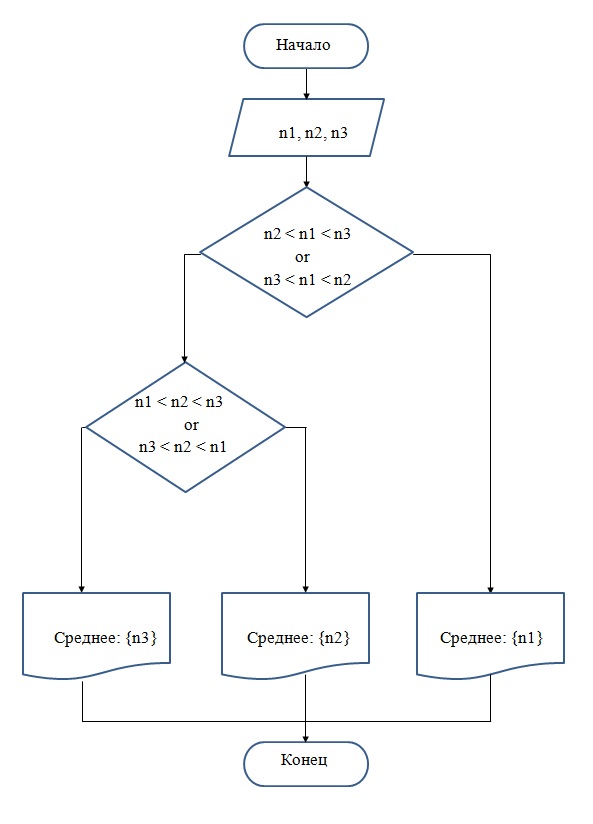 Начало
n1, n2, n3
n2 < n1 < n3
or
n3 < n1 < n2
n1 < n2 < n3
or
n3 < n2 < n1
Среднее: {n3}
Среднее: {n2}
Среднее: {n1}
Конец